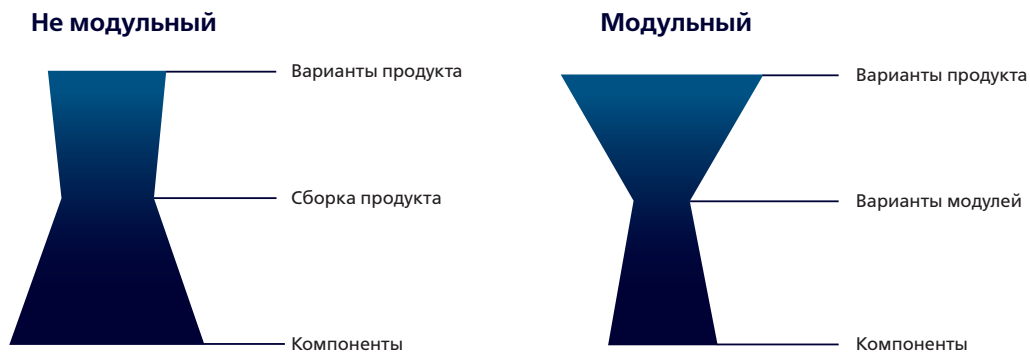 Не модульный
Варианты продукта
Сборка продукта
Компоненты
Модульный
Варианты продукта
Варианты модулей
Компоненты